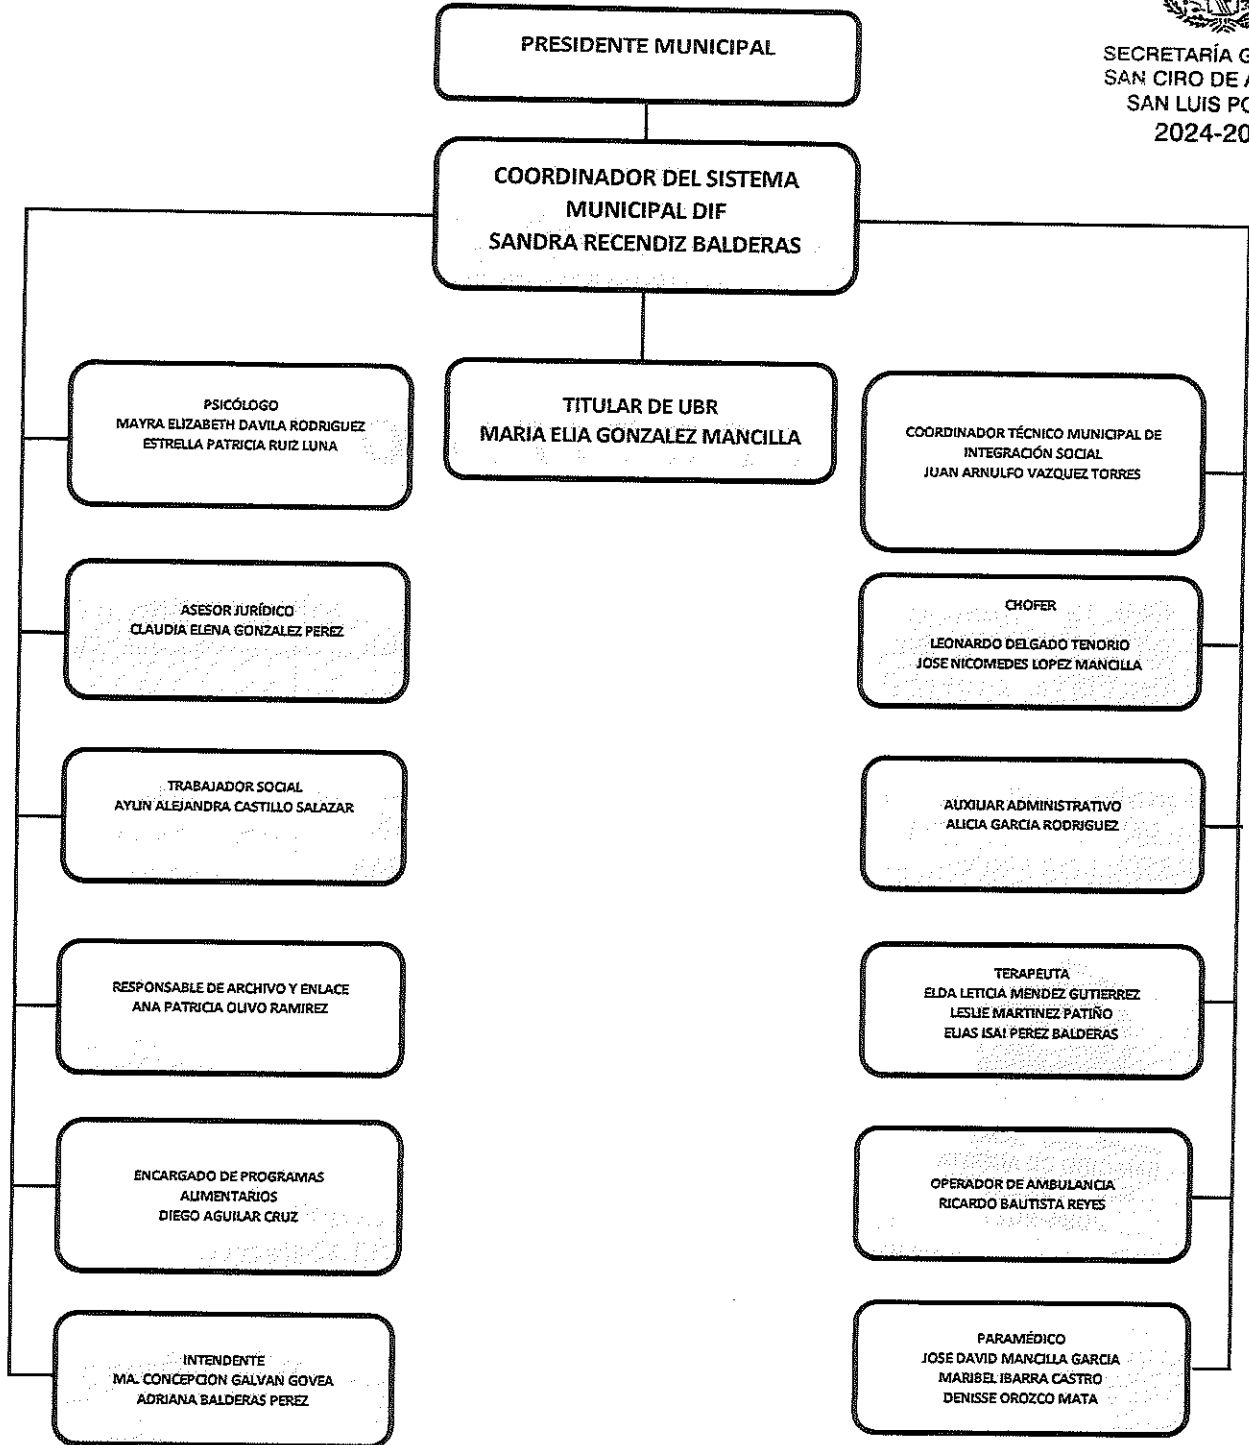 PRESIDENTE MUNICIPAL
SECRETARÍA G
SAN CIRO DE A
SAN LUIS PO
2024-20
COORDINADOR DEL SISTEMA
MUNICIPAL DIF
SANDRA RECENDIZ BALDERAS
TITULAR DE UBR
MARIA ELIA GONZALEZ MANCILLA
PSICÓLOGO
MAYRA ELIZABETH DAVILA RODRIGUEZ
ESTRELLA PATRICIA RUIZ LUNA
ASESOR JURÍDICO
CLAUDIA ELENA GONZALEZ PEREZ
TRABAJADOR SOCIAL
AYLIN ALEJANDRA CASTILLO SALAZAR
RESPONSABLE DE ARCHIVO Y ENLACE
ANA PATRICIA OLIVO RAMIREZ
ENCARGADO DE PROGRAMAS
ALIMENTARIOS
DIEGO AGUILAR CRUZ
INTENDENTE
MA. CONCEPCION GALVAN GOVEA
ADRIANA BALDERAS PEREZ
COORDINADOR TÉCNICO MUNICIPAL DE
INTEGRACIÓN SOCIAL
JUAN ARNULFO VAZQUEZ TORRES
CHOFER
LEONARDO DELGADO TENORIO
JOSE NICOMEDES LOPEZ MANCILLA
AUXILIAR ADMINISTRATIVO
ALICIA GARCIA RODRIGUEZ
TERAPEUTA
ELDA LETICIA MENDEZ GUTIERREZ
LESLIE MARTINEZ PATIÑO
ELIAS ISAI PEREZ BALDERAS
OPERADOR DE AMBULANCIA
RICARDO BAUTISTA REYES
PARAMÉDICO
JOSE DAVID MANCILLA GARCIA
MARIBEL IBARRA CASTRO
DENISSE OROZCO MATA